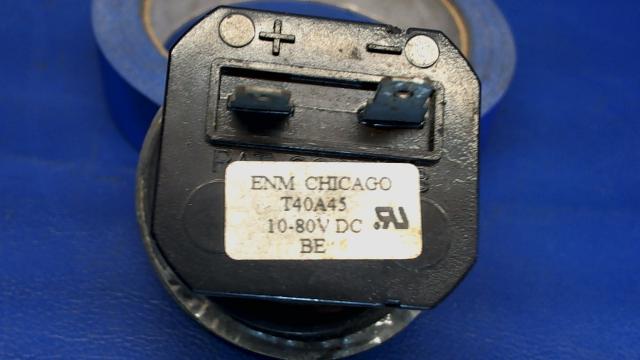 + −
ENM CHICAGO
T40A45
10-80V DC
BE